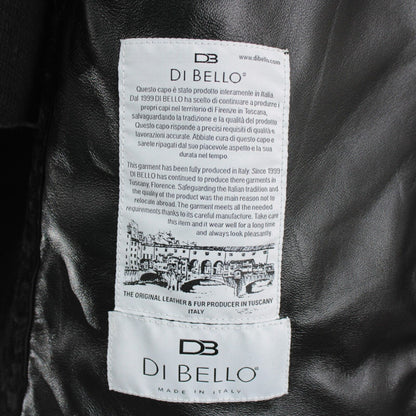 DB
www.dibello.com
DI BELLO®
Questo capo è stato prodotto interamente in Italia.
Dal 1999 DI BELLO ha scelto di continuare a produrre i
propri capi nel territorio di Firenze in Toscana,
salvaguardando la tradizione e la qualità del prodotto
Questo capo risponde a precisi requisiti di qualità e
lavorazioni accurate. Abbiate cura di questo capo e
sarete ripagati dal suo piacevole aspetto e la sua
durata nel tempo.
This garment has been fully produced in Italy. Since 1999
DI BELLO has continued to produce there garments in
Tuscany, Florence. Safeguarding the Italian tradition and
the quality of the product was the main reason not to
relocate abroad. The garment meets all the needed
requirements thanks to its careful manufacture. Take care
this item and it wear well for a long time
and always look pleasantly.
THE ORIGINAL LEATHER & FUR PRODUCER IN TUSCANY
ITALY
DB
DI BELLO®
MADE IN ITALY